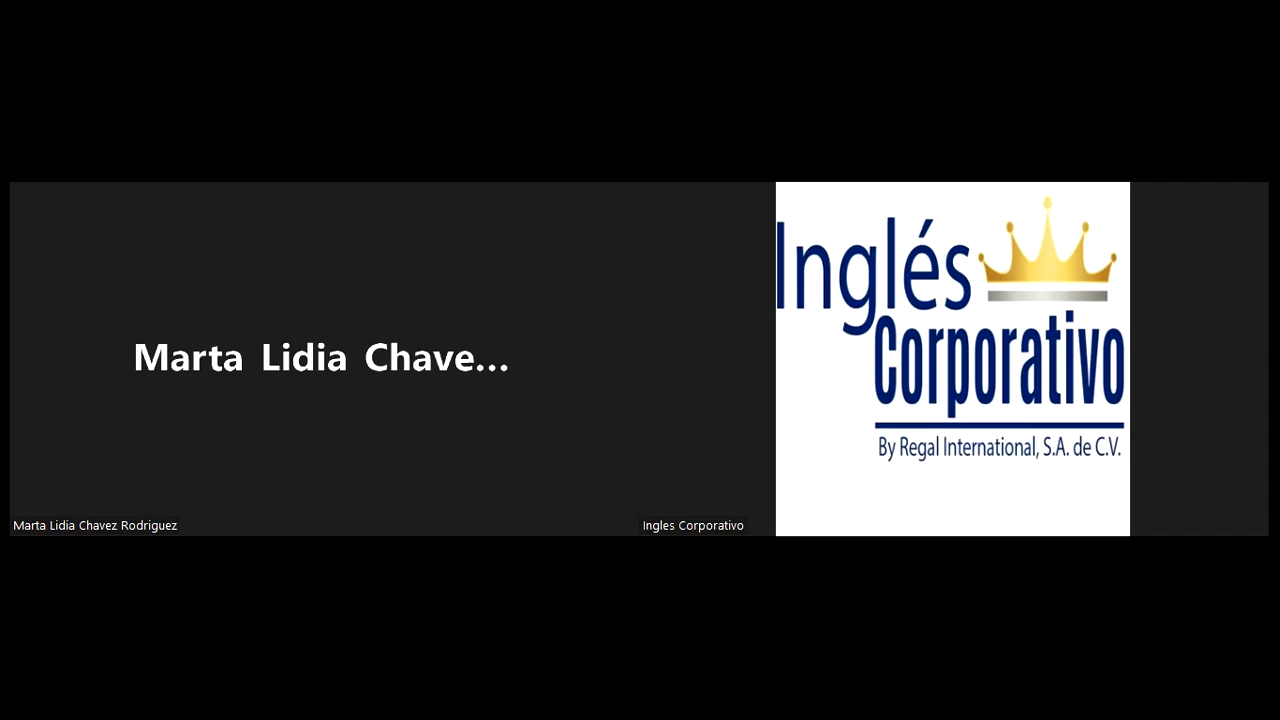 Marta Lidia Chave...
Marta Lidia Chavez Rodriguez
Inglés
Corporativo
By Regal International, S.A. de C.V.
Ingles Corporativo